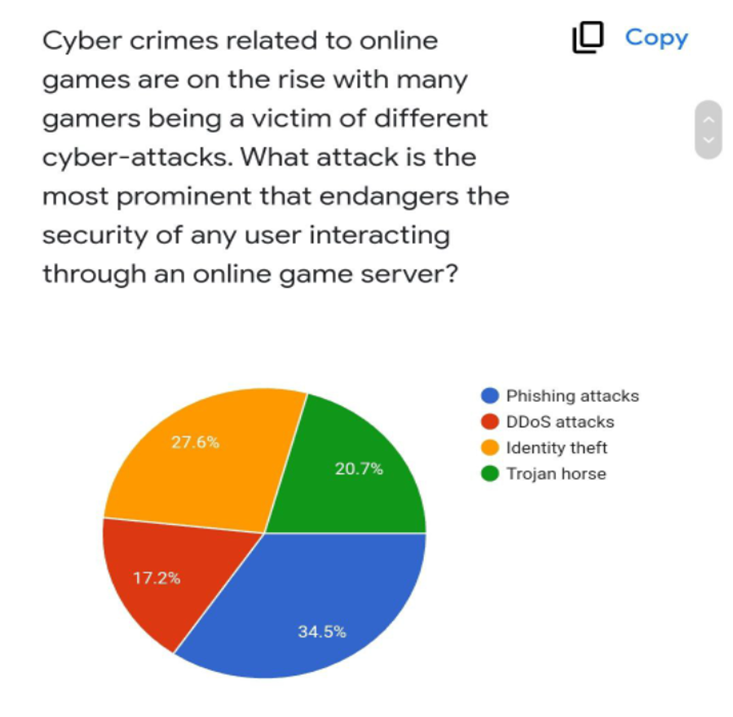 Cyber crimes related to online
Copy
games are on the rise with many
gamers being a victim of different
cyber-attacks. What attack is the
most prominent that endangers the
security of any user interacting
through an online game server?
Phishing attacks
DDoS attacks
Identity theft
Trojan horse
27.6%
20.7%
17.2%
34.5%